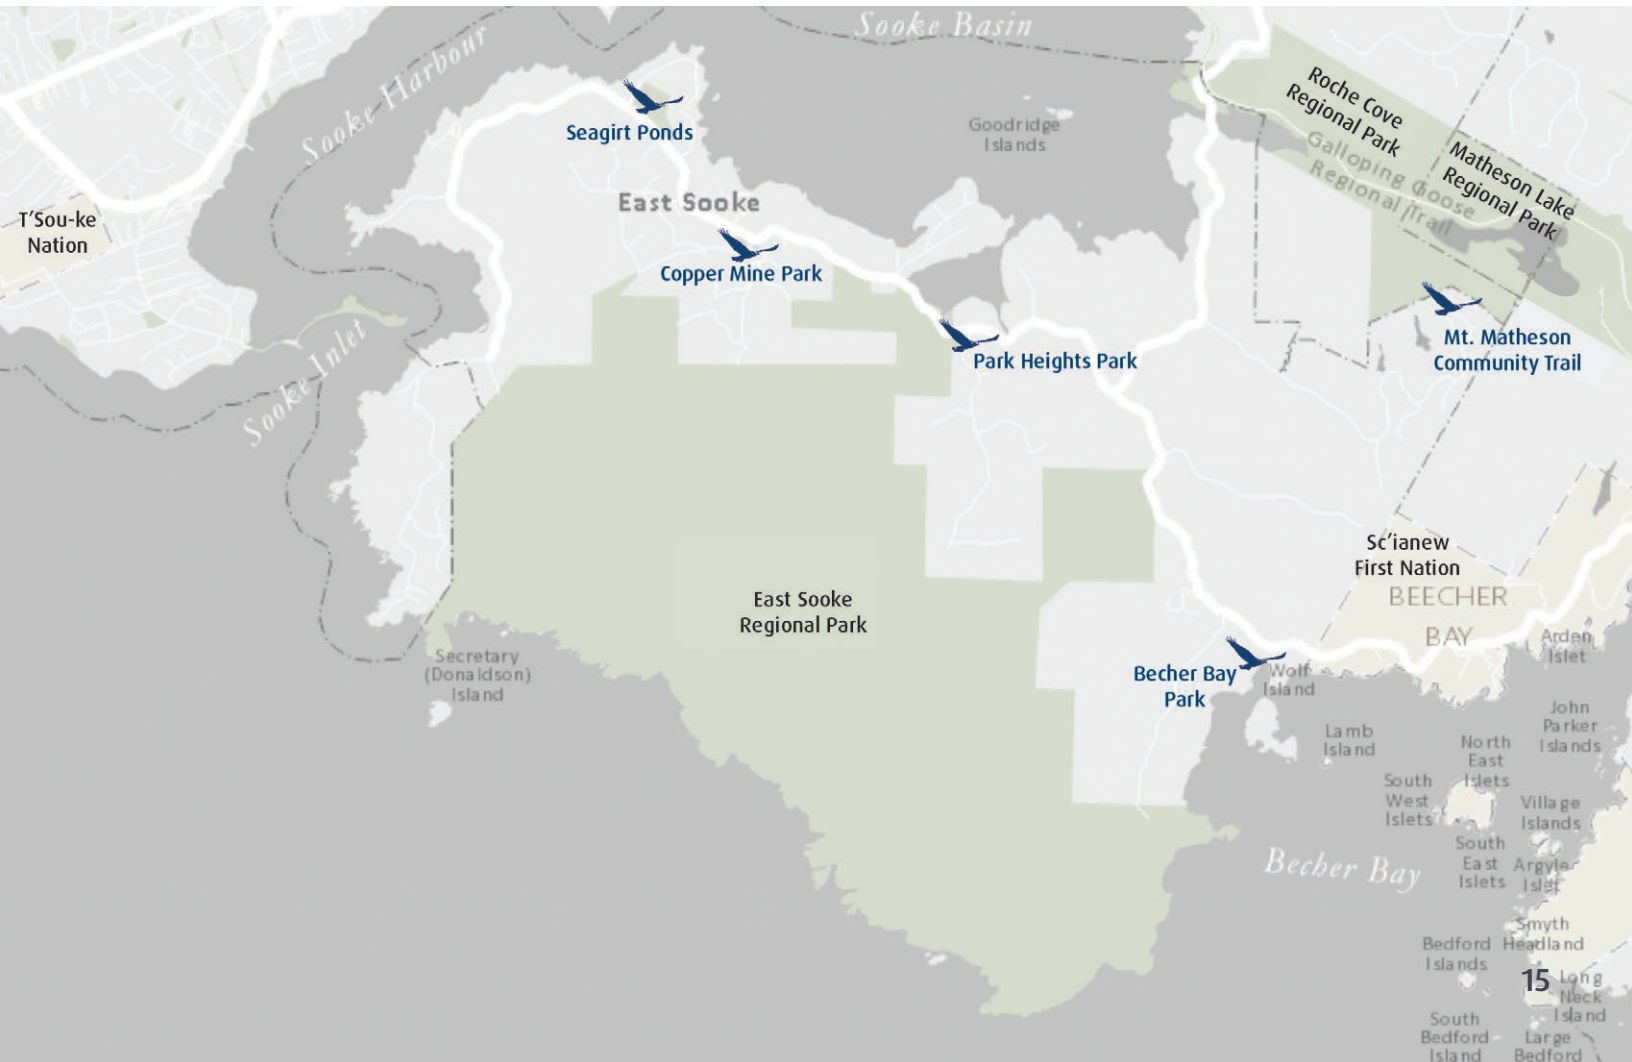 Sooke Basin
Sooke Harbour
Roche Cove
Regional Park
Seagirt Ponds
Goodridge
Islands
Galloping Goose
Regional Trail
Matheson Lake
Regional Park
East Sooke
T'Sou-ke
Nation
Copper Mine Park
Mt. Matheson
Community Trail
Park Heights Park
Sooke Inlet
Sc'ianew
First Nation
BEECHER
BAY
East Sooke
Regional Park
Arden
Islet
Secretary
(Donaldson)
Island
Becher Bay
Park
Wolf
Island
John
Parker
Islands
Lamb
Island
North
East
Islets
South
West
Islets
Village
Islands
South
East
Islets
Argyle
Islet
Becher Bay
Smyth
Headland
Bedford
Islands
15
Long
Neck
Island
South
Bedford
Island
Large
Bedford